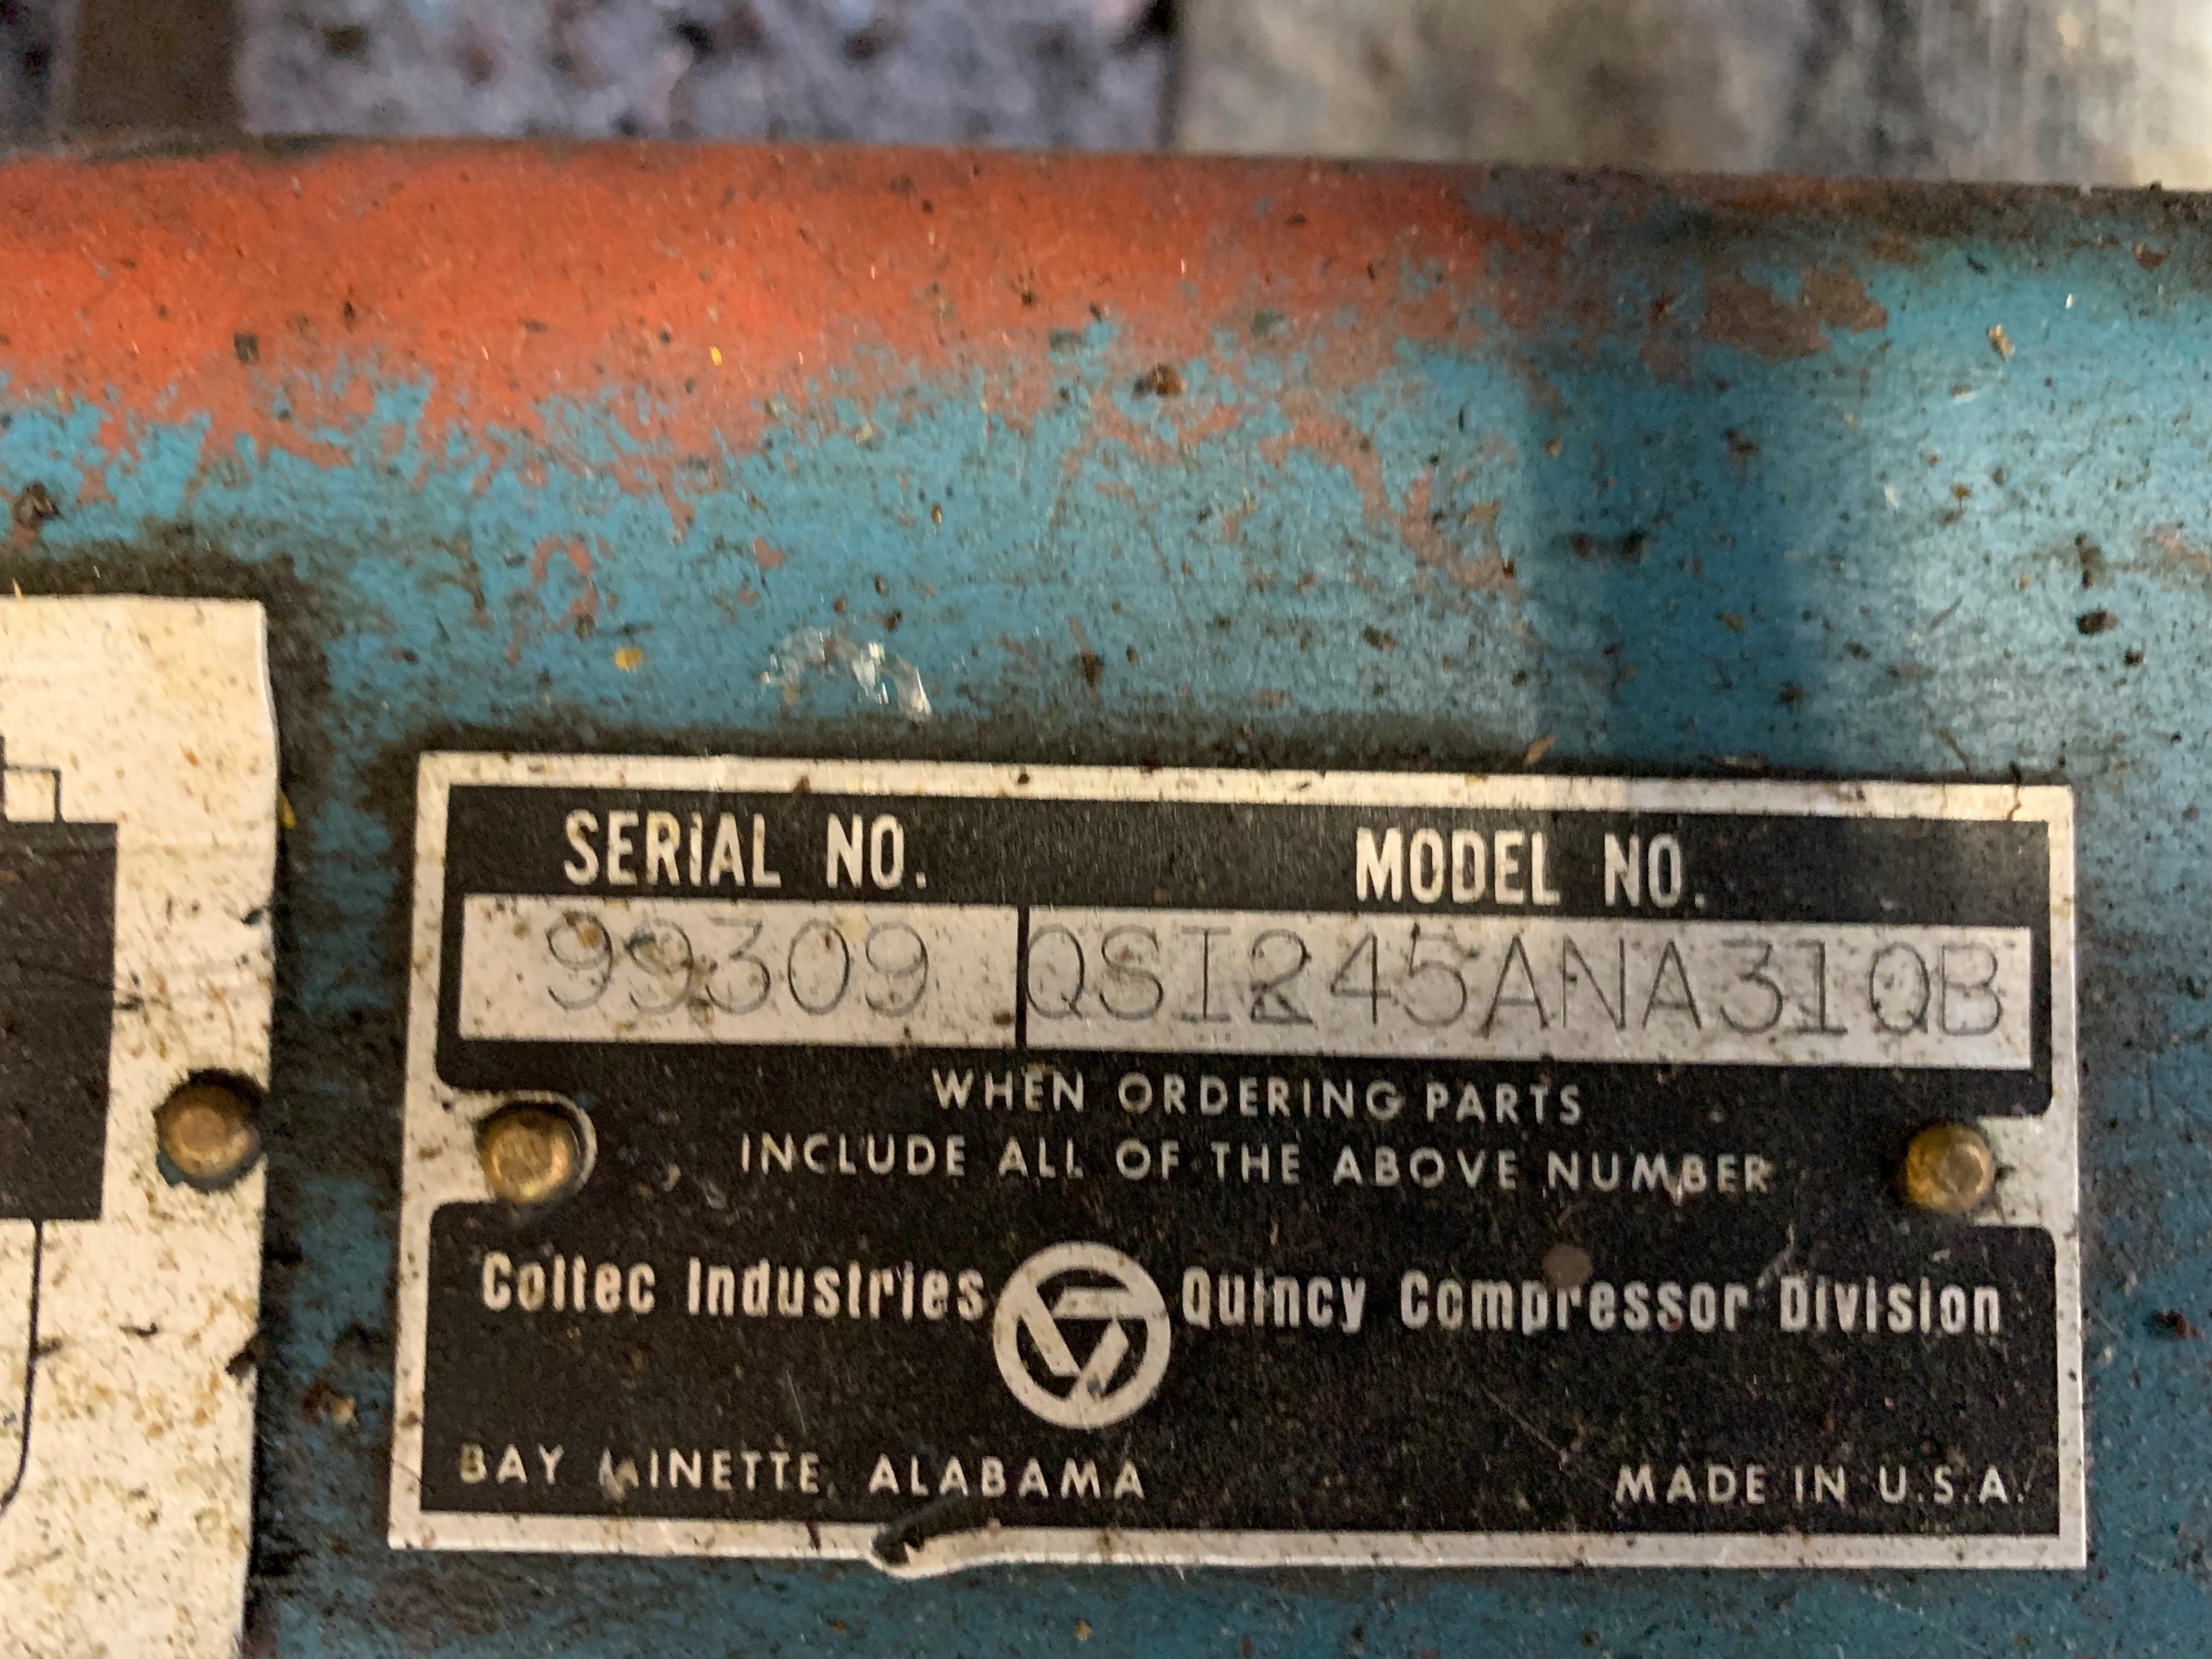 SERIAL NO. MODEL NO.
99309 QSI245ANA31QB
WHEN ORDERING PARTS
INCLUDE ALL OF THE ABOVE NUMBER
Coltec Industries Quincy Compressor Division
BAY MINETTE, ALABAMA MADE IN U.S.A.